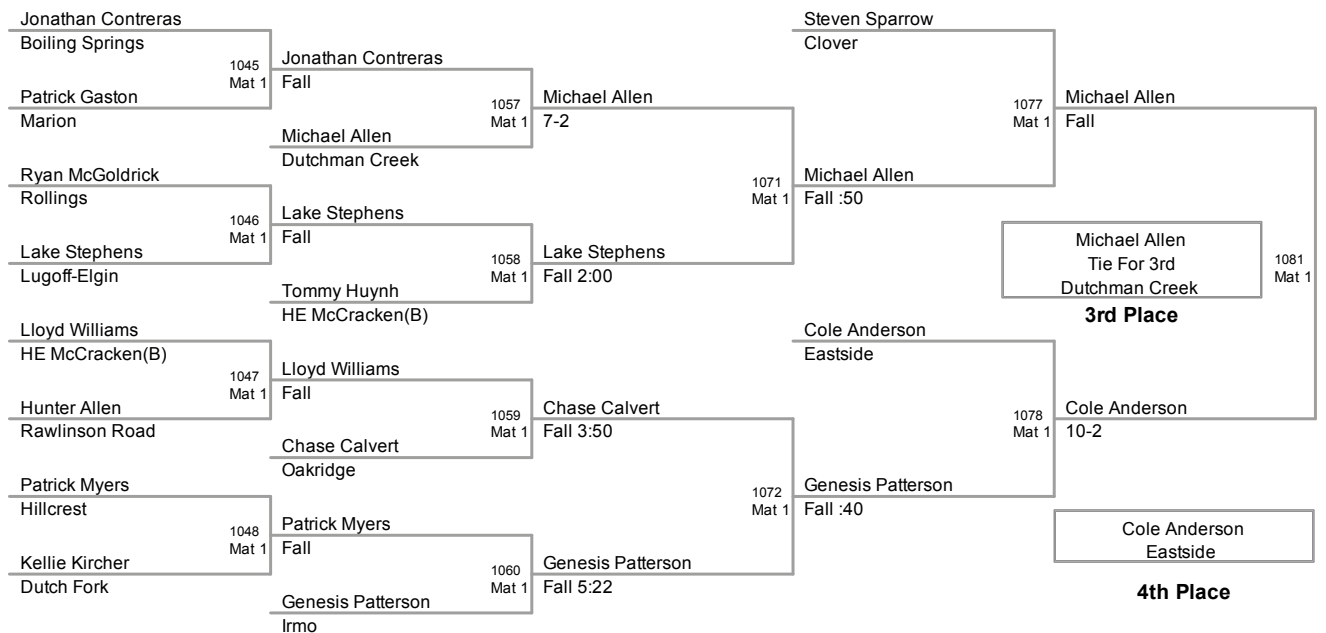 Jonathan Contreras
Boiling Springs
1045
Mat 1
Patrick Gaston
Marion
Ryan McGoldrick
Rollings
1046
Mat 1
Lake Stephens
Lugoff-Elgin
Lloyd Williams
HE McCracken(B)
1047
Mat 1
Hunter Allen
Rawlinson Road
Patrick Myers
Hillcrest
1048
Mat 1
Kellie Kircher
Dutch Fork
Jonathan Contreras
Fall
1057
Mat 1
Michael Allen
Dutchman Creek
Lake Stephens
Fall
1058
Mat 1
Tommy Huynh
HE McCracken(B)
Lloyd Williams
Fall
1059
Mat 1
Chase Calvert
Oakridge
Patrick Myers
Fall
1060
Mat 1
Genesis Patterson
Irmo
Michael Allen
7-2
1071
Mat 1
Lake Stephens
Fall 2:00
Chase Calvert
Fall 3:50
1072
Mat 1
Genesis Patterson
Fall 5:22
Steven Sparrow
Clover
1077
Mat 1
Michael Allen
Fall :50
Cole Anderson
Eastside
1078
Mat 1
Genesis Patterson
Fall :40
Michael Allen
Fall
Michael Allen
Tie For 3rd
Dutchman Creek
3rd Place
1081
Mat 1
Cole Anderson
10-2
Cole Anderson
Eastside
4th Place